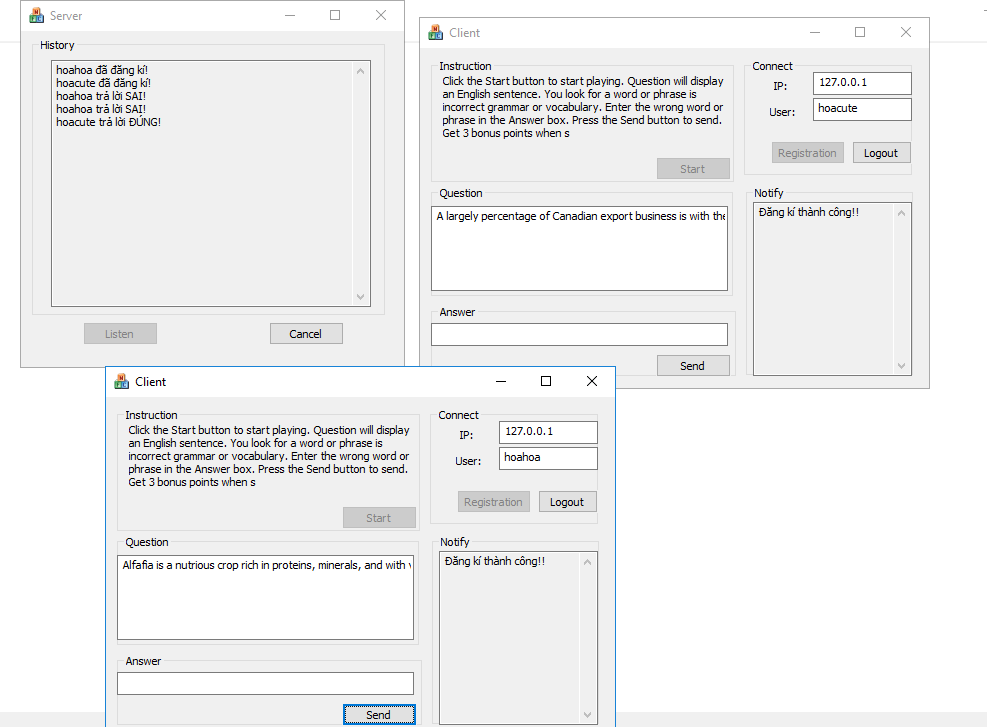 Server
History
hoahoa đã đăng kí!
hoacute đã đăng kí!
hoahoa trả lời SAI!
hoahoa trả lời SAI!
hoacute trả lời ĐÚNG!
Listen
Cancel
Client
Instruction
Click the Start button to start playing. Question will display
an English sentence. You look for a word or phrase is
incorrect grammar or vocabulary. Enter the wrong word or
phrase in the Answer box. Press the Send button to send.
Get 3 bonus points when s
Start
Connect
IP:
127.0.0.1
User:
hoacute
Registration
Logout
Question
A largely percentage of Canadian export business is with the
Notify
Đăng kí thành công!!
Answer
Send
Client
Instruction
Click the Start button to start playing. Question will display
an English sentence. You look for a word or phrase is
incorrect grammar or vocabulary. Enter the wrong word or
phrase in the Answer box. Press the Send button to send.
Get 3 bonus points when s
Start
Connect
IP:
127.0.0.1
User:
hoahoa
Registration
Logout
Question
Alfafia is a nutrious crop rich in proteins, minerals, and with
Notify
Đăng kí thành công!!
Answer
Send